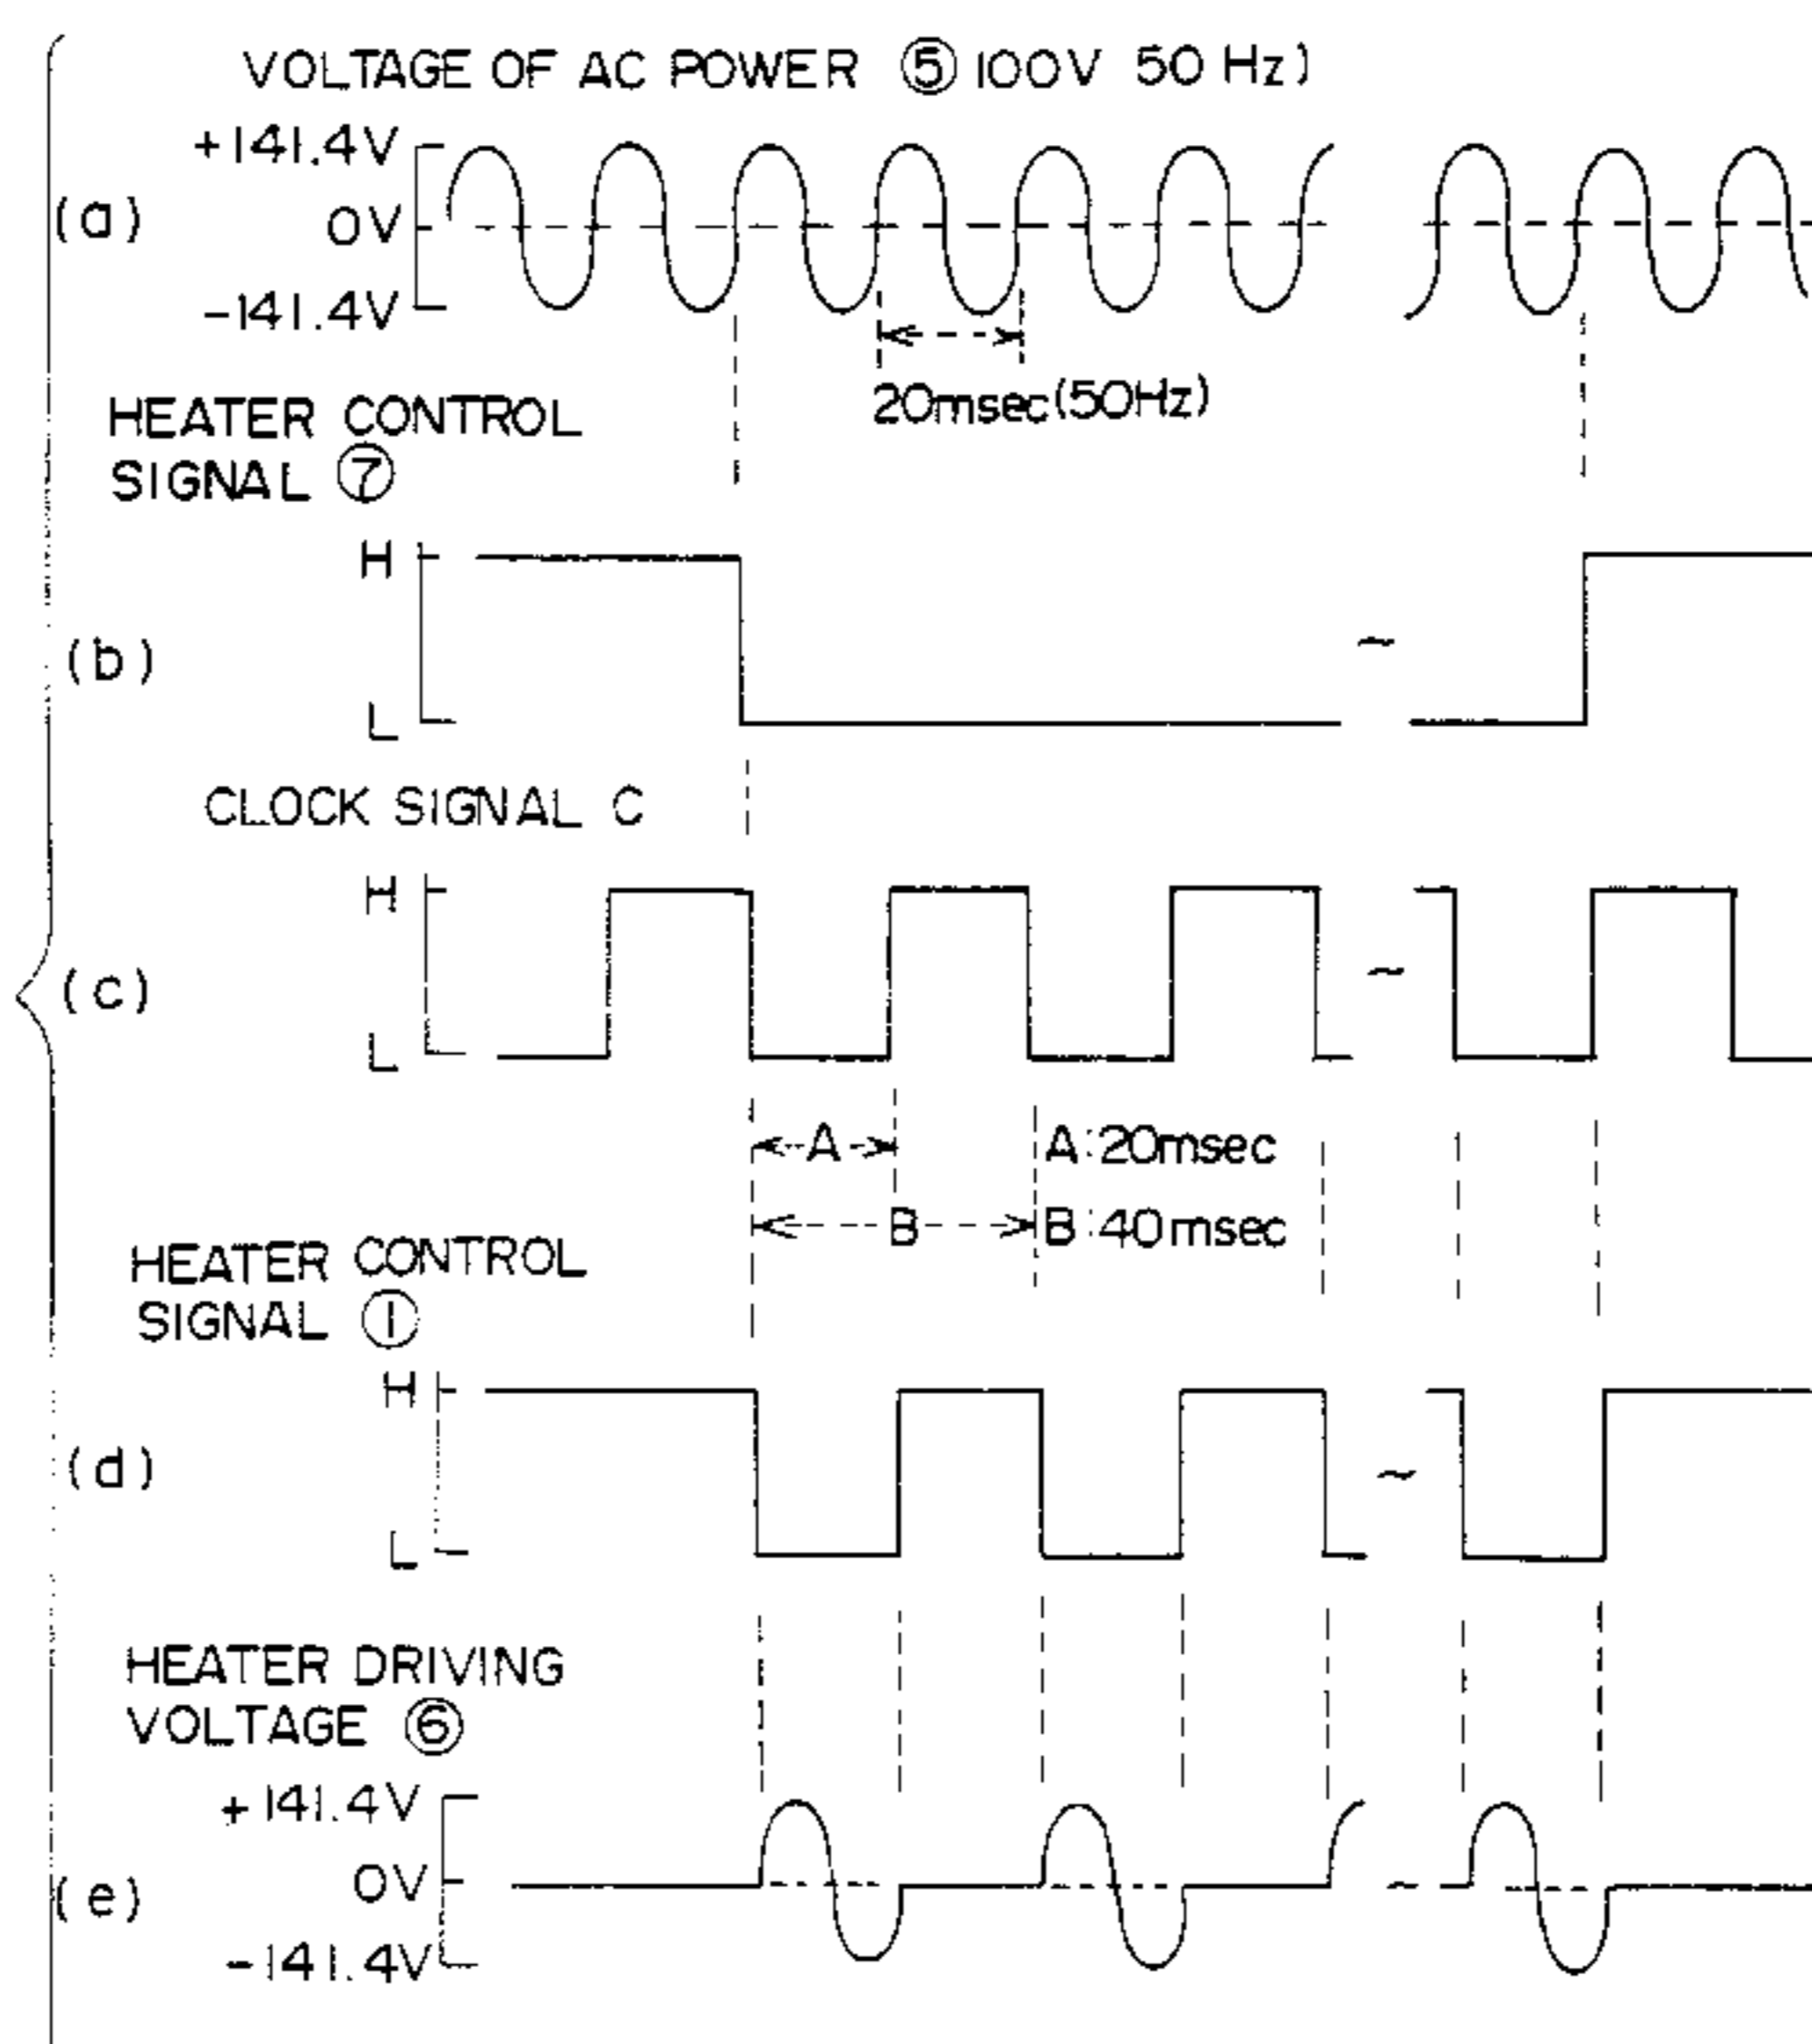 VOLTAGE OF AC POWER ⑤ 100V 50 Hz)
+141.4V
(a)
0V
-141.4V
20msec(50Hz)
HEATER CONTROL
SIGNAL ⑦
H
(b)
~
L
CLOCK SIGNAL C
H
(c)
~
L
A
A:20msec
B
B:40msec
HEATER CONTROL
SIGNAL ①
H
(d)
~
L
HEATER DRIVING
VOLTAGE ⑥
+141.4V
0V
(e)
~
-141.4V